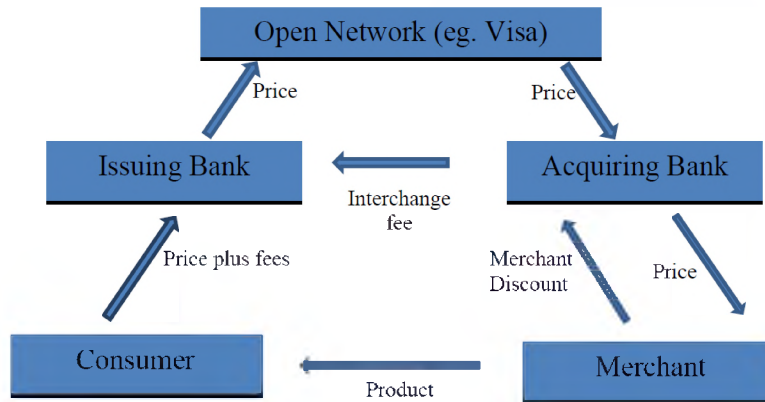 Open Network (eg. Visa)
Price
Price
Issuing Bank
Acquiring Bank
Interchange
fee
Price plus fees
Merchant
Discount
Price
Consumer
Merchant
Product